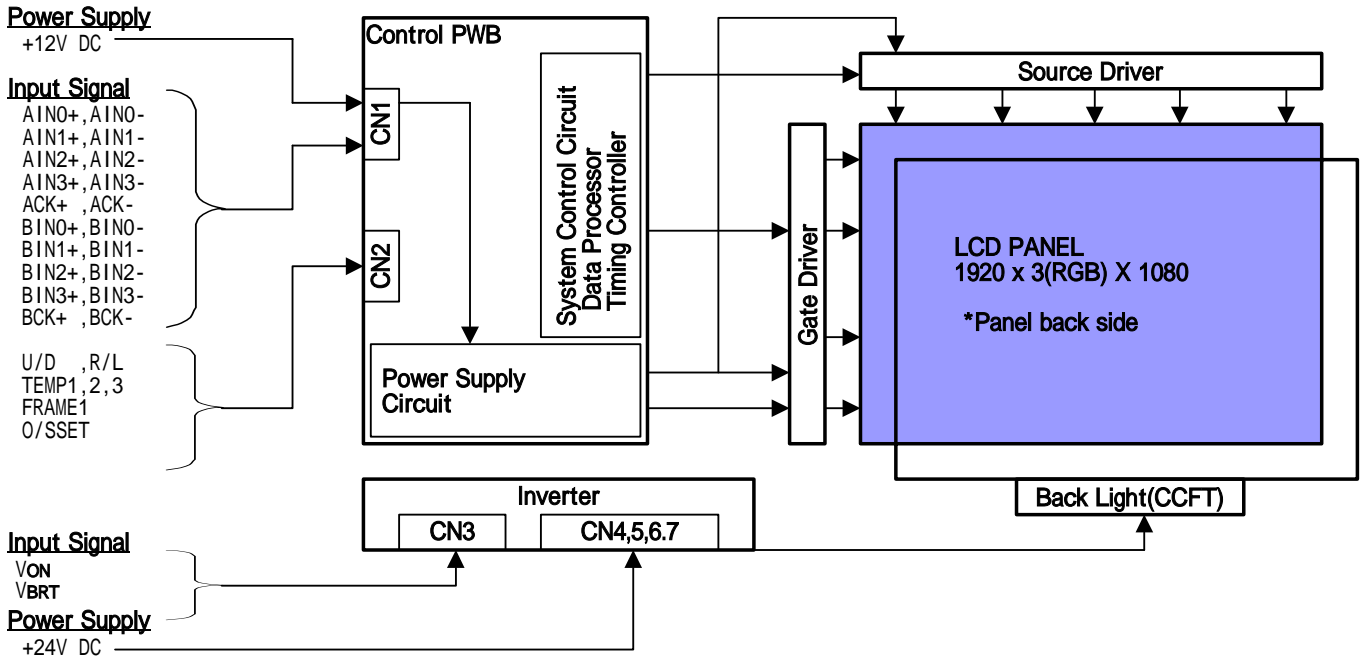 Power Supply
+12V DC
Input Signal
AIN0+,AIN0-
AIN1+,AIN1-
AIN2+,AIN2-
AIN3+,AIN3-
ACK+ ,ACK-
BIN0+,BIN0-
BIN1+,BIN1-
BIN2+,BIN2-
BIN3+,BIN3-
BCK+ ,BCK-
U/D ,R/L
TEMP1,2,3
FRAME1
O/SSET
Input Signal
VON
VBRT
Power Supply
+24V DC
Control PWB
CN1
CN2
System Control Circuit
Data Processor
Timing Controller
Power Supply
Circuit
Inverter
CN3
CN4,5,6.7
Source Driver
Gate Driver
LCD PANEL
1920 x 3(RGB) X 1080
*Panel back side
Back Light(CCFT)